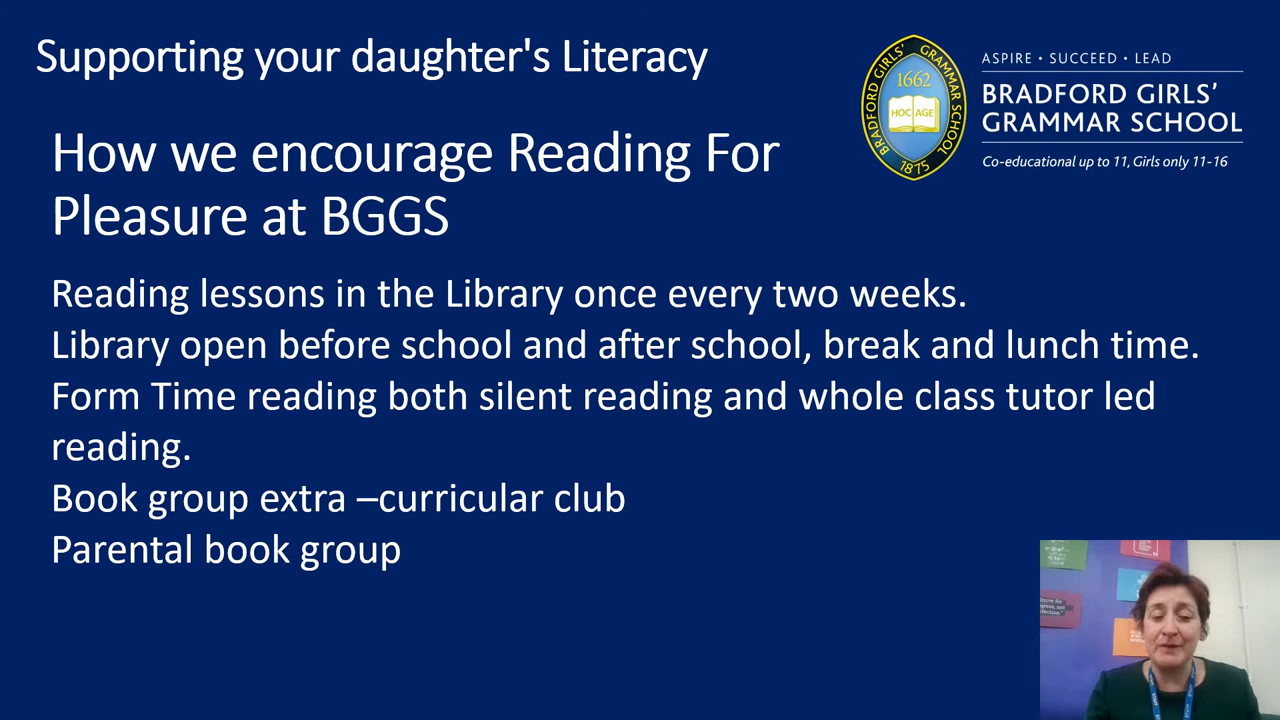 Supporting your daughter's Literacy
BRADFORD GIRLS' GRAMMAR SCHOOL
1662
HOC AGE
1875
ASPIRE • SUCCEED • LEAD
BRADFORD GIRLS'
GRAMMAR SCHOOL
Co-educational up to 11, Girls only 11-16
How we encourage Reading For
Pleasure at BGGS
Reading lessons in the Library once every two weeks.
Library open before school and after school, break and lunch time.
Form Time reading both silent reading and whole class tutor led
reading.
Book group extra –curricular club
Parental book group